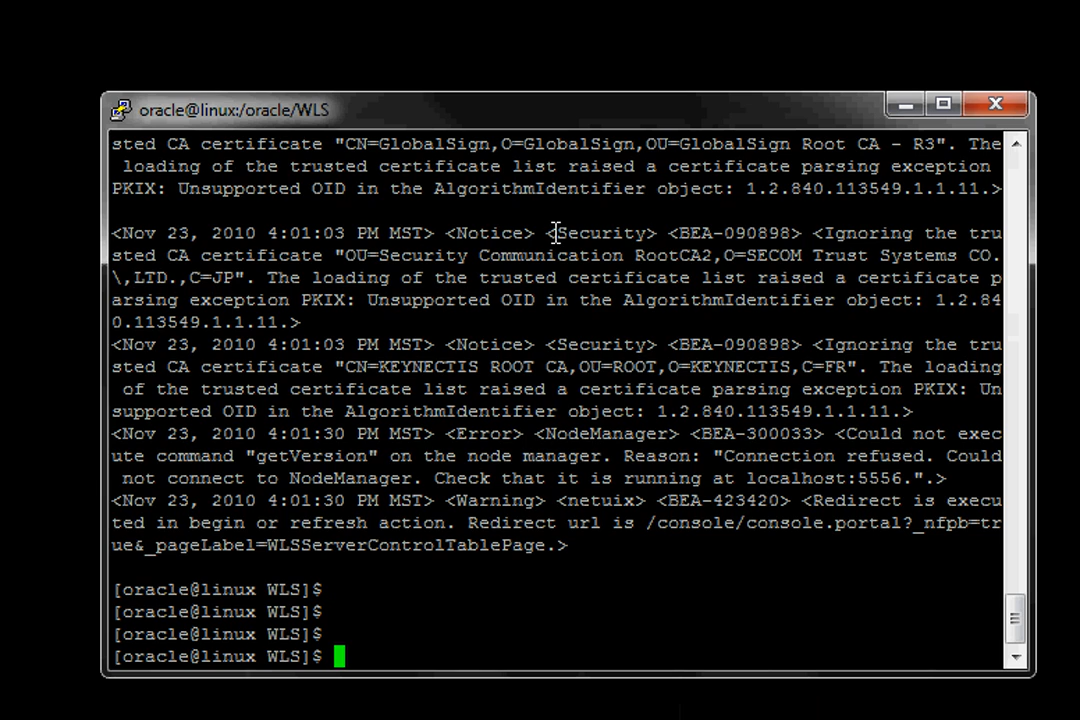 oracle@linux:/oracle/WLS
sted CA certificate "CN=GlobalSign,O=GlobalSign,OU=GlobalSign Root CA - R3". The
loading of the trusted certificate list raised a certificate parsing exception
PKIX: Unsupported OID in the AlgorithmIdentifier object: 1.2.840.113549.1.1.11.>
<Nov 23, 2010 4:01:03 PM MST> <Notice> <Security> <BEA-090898> <Ignoring the tru
sted CA certificate "OU=Security Communication RootCA2,O=SECOM Trust Systems CO.
\,LTD.,C=JP". The loading of the trusted certificate list raised a certificate p
arsing exception PKIX: Unsupported OID in the AlgorithmIdentifier object: 1.2.84
0.113549.1.1.11.>
<Nov 23, 2010 4:01:03 PM MST> <Notice> <Security> <BEA-090898> <Ignoring the tru
sted CA certificate "CN=KEYNECTIS ROOT CA,OU=ROOT,O=KEYNECTIS,C=FR". The loading
of the trusted certificate list raised a certificate parsing exception PKIX: Un
supported OID in the AlgorithmIdentifier object: 1.2.840.113549.1.1.11.>
<Nov 23, 2010 4:01:30 PM MST> <Error> <NodeManager> <BEA-300033> <Could not exec
ute command "getVersion" on the node manager. Reason: "Connection refused. Could
not connect to NodeManager. Check that it is running at localhost:5556.".>
<Nov 23, 2010 4:01:30 PM MST> <Warning> <netuix> <BEA-423420> <Redirect is execu
ted in begin or refresh action. Redirect url is /console/console.portal?_nfpb=tr
ue&_pageLabel=WLSServerControlTablePage.>
[oracle@linux WLS]$
[oracle@linux WLS]$
[oracle@linux WLS]$
[oracle@linux WLS]$